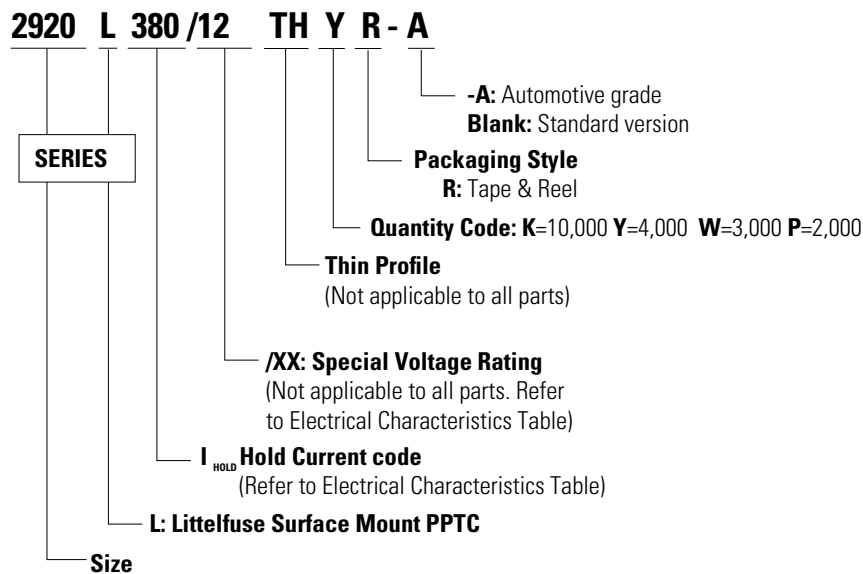 2920 L 380 /12 TH Y R - A
-A: Automotive grade
Blank: Standard version
SERIES
Packaging Style
R: Tape & Reel
Quantity Code: K=10,000 Y=4,000 W=3,000 P=2,000
Thin Profile
(Not applicable to all parts)
/XX: Special Voltage Rating
(Not applicable to all parts. Refer
to Electrical Characteristics Table)
I HOLD Hold Current code
(Refer to Electrical Characteristics Table)
L: Littelfuse Surface Mount PPTC
Size